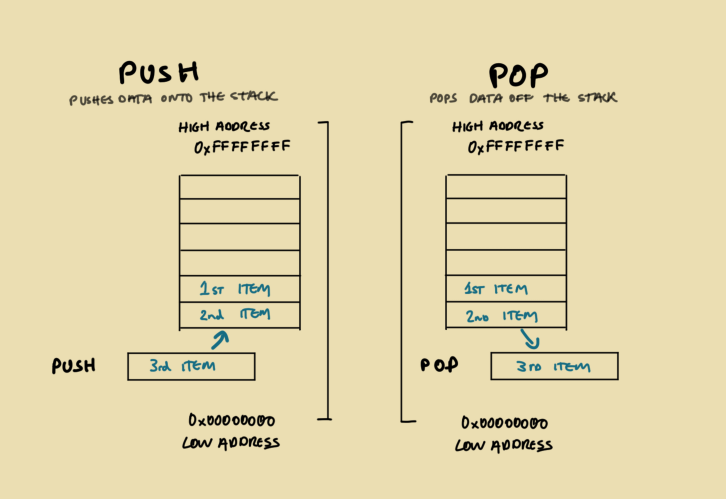 PUSH
PUSHES DATA ONTO THE STACK
HIGH ADDRESS
0xFFFFFFFF
1ST ITEM
2nd ITEM
PUSH
3rd ITEM
0x00000000
LOW ADDRESS
POP
POPS DATA OFF THE STACK
HIGH ADDRESS
0xFFFFFFFF
1ST ITEM
2ND ITEM
POP
3RD ITEM
0x00000000
LOW ADDRESS